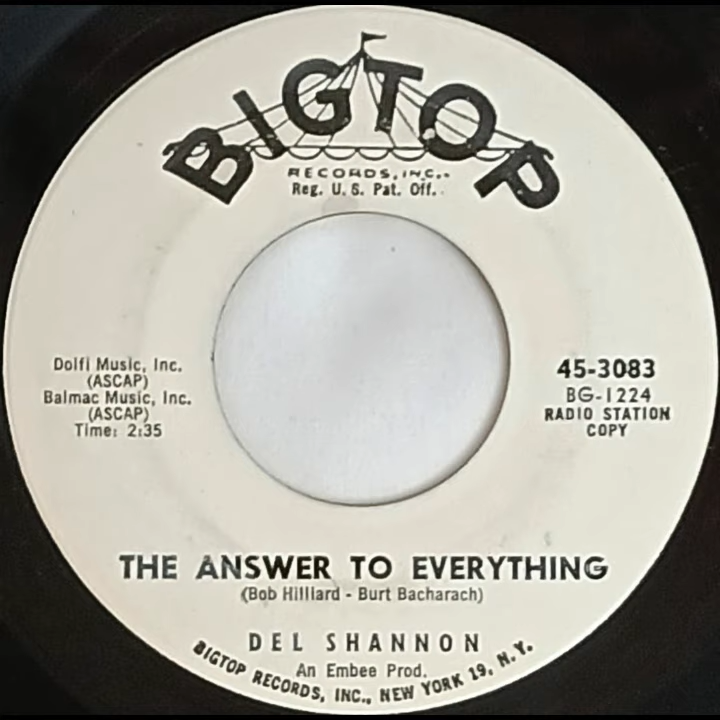 BIGTOP
RECORDS, INC.
Reg. U. S. Pat. Off.
Dolfi Music, Inc.
(ASCAP)
Balmac Music, Inc.
(ASCAP)
Time: 2:35
45-3083
BG-1224
RADIO STATION
COPY
THE ANSWER TO EVERYTHING
(Bob Hilliard - Burt Bacharach)
DEL SHANNON
An Embee Prod.
BIGTOP RECORDS, INC., NEW YORK 19, N.Y.